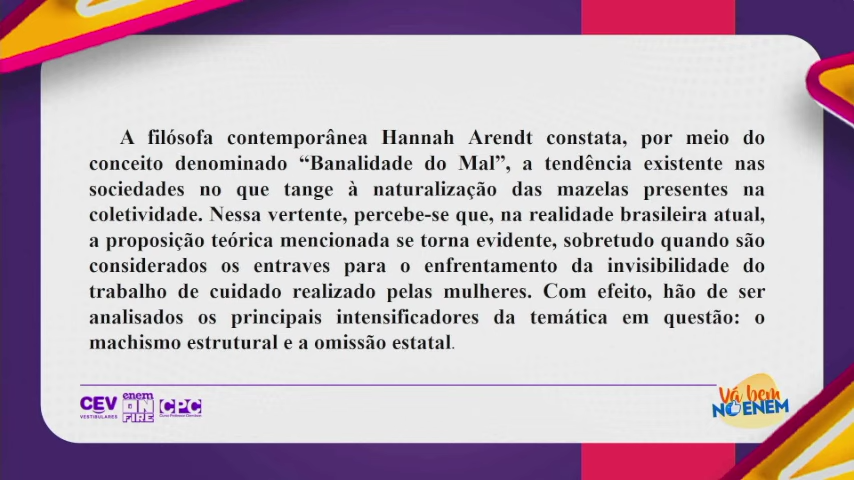 A filósofa contemporânea Hannah Arendt constata, por meio do
conceito denominado “Banalidade do Mal”, a tendência existente nas
sociedades no que tange à naturalização das mazelas presentes na
coletividade. Nessa vertente, percebe-se que, na realidade brasileira atual,
a proposição teórica mencionada se torna evidente, sobretudo quando são
considerados os entraves para o enfrentamento da invisibilidade do
trabalho de cuidado realizado pelas mulheres. Com efeito, hão de ser
analisados os principais intensificadores da temática em questão: o
machismo estrutural e a omissão estatal.
CEV
VESTIBULARES
enem
ON
FIRE
CPC
Vá bem
NO ENEM